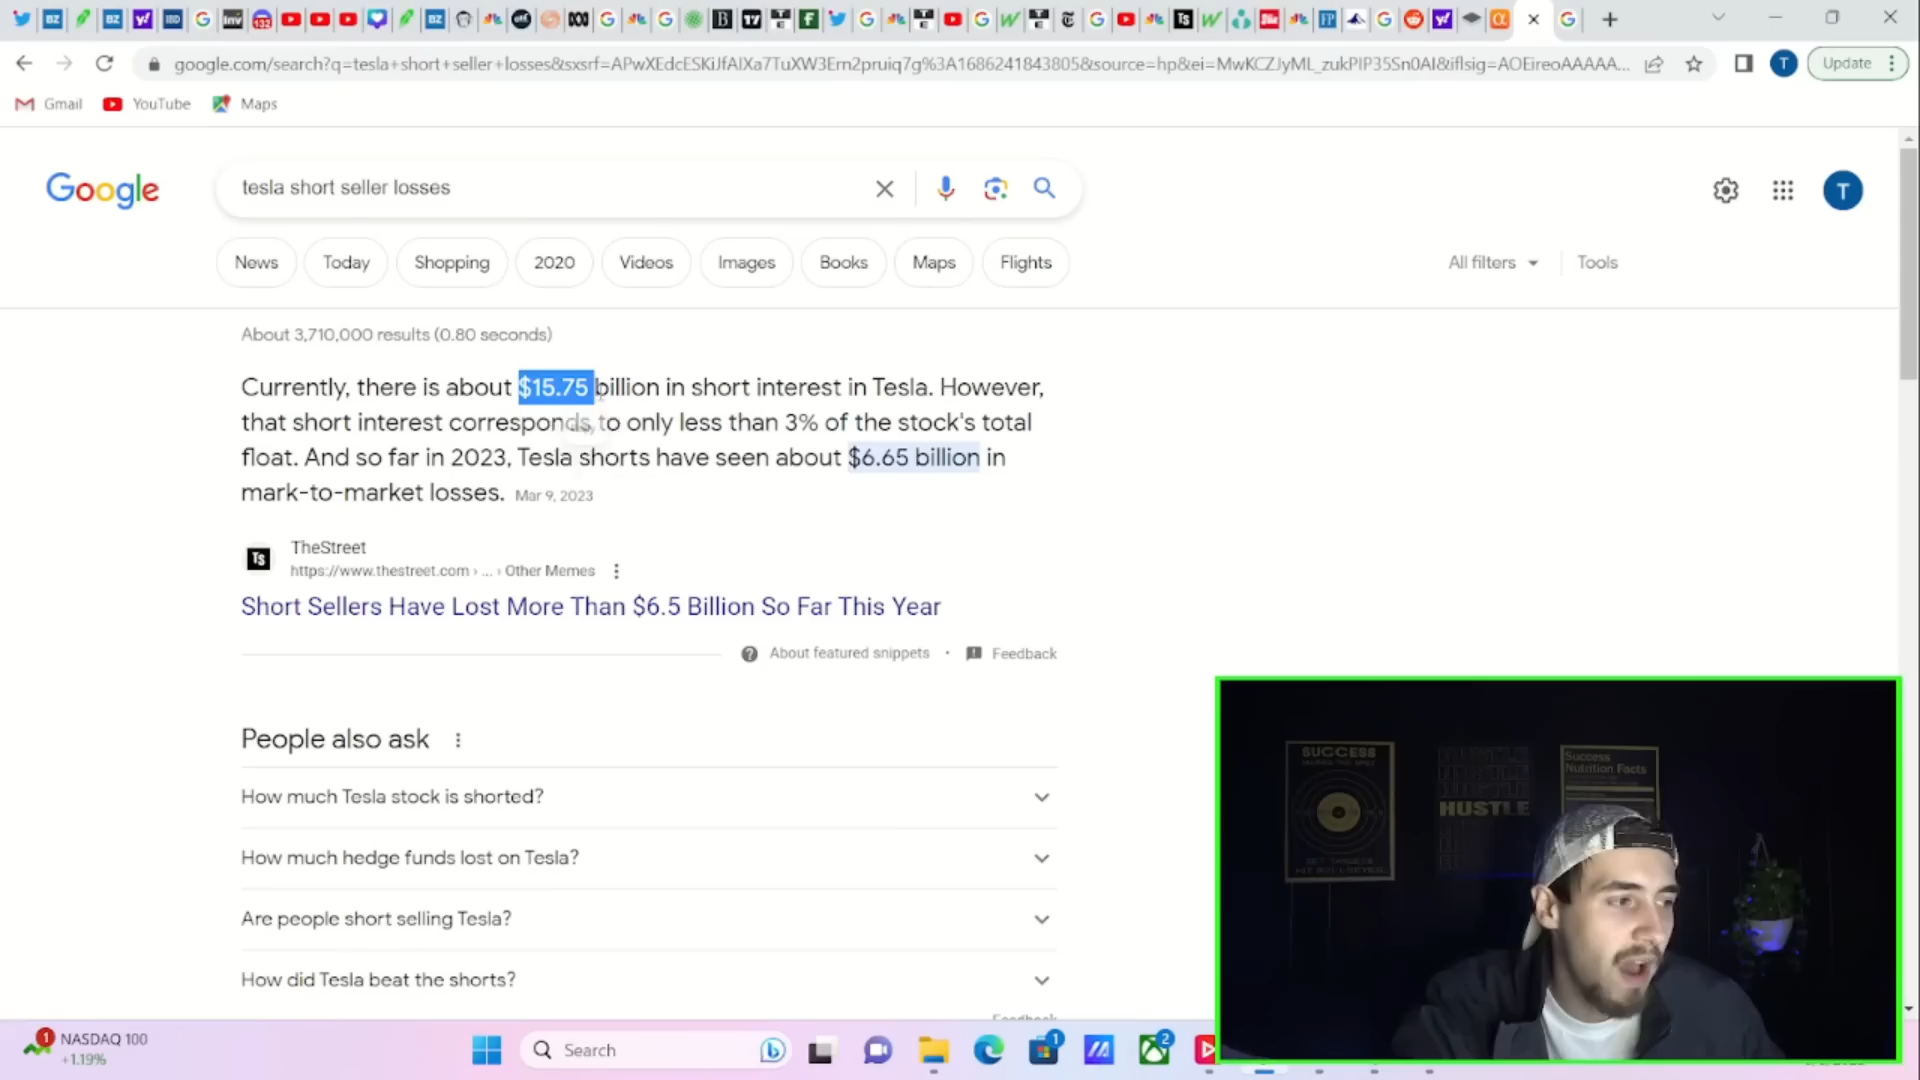 google.com/search?q=tesla+short+seller+losses&sxsrf=APwXEdcESKiJfAIXa7TuXW3Ern2pruiq7g%3A1686241843805&source=hp&ei=MwKCZJyML_zukPIP35Sn0AI&iflsig=AOEireoAAAAA...
T
Update
Gmail
YouTube
Maps
Google
tesla short seller losses
T
News
Today
Shopping
2020
Videos
Images
Books
Maps
Flights
All filters
Tools
About 3,710,000 results (0.80 seconds)
Currently, there is about $15.75 billion in short interest in Tesla. However,
that short interest corresponds to only less than 3% of the stock's total
float. And so far in 2023, Tesla shorts have seen about $6.65 billion in
mark-to-market losses. Mar 9, 2023
Ts
TheStreet
https://www.thestreet.com › ... › Other Memes
Short Sellers Have Lost More Than $6.5 Billion So Far This Year
About featured snippets
Feedback
People also ask
How much Tesla stock is shorted?
How much hedge funds lost on Tesla?
Are people short selling Tesla?
How did Tesla beat the shorts?
Feedback
SUCCESS
HUSTLE
Success
Nutrition Facts
1
NASDAQ 100
+1.19%
Search
1
2